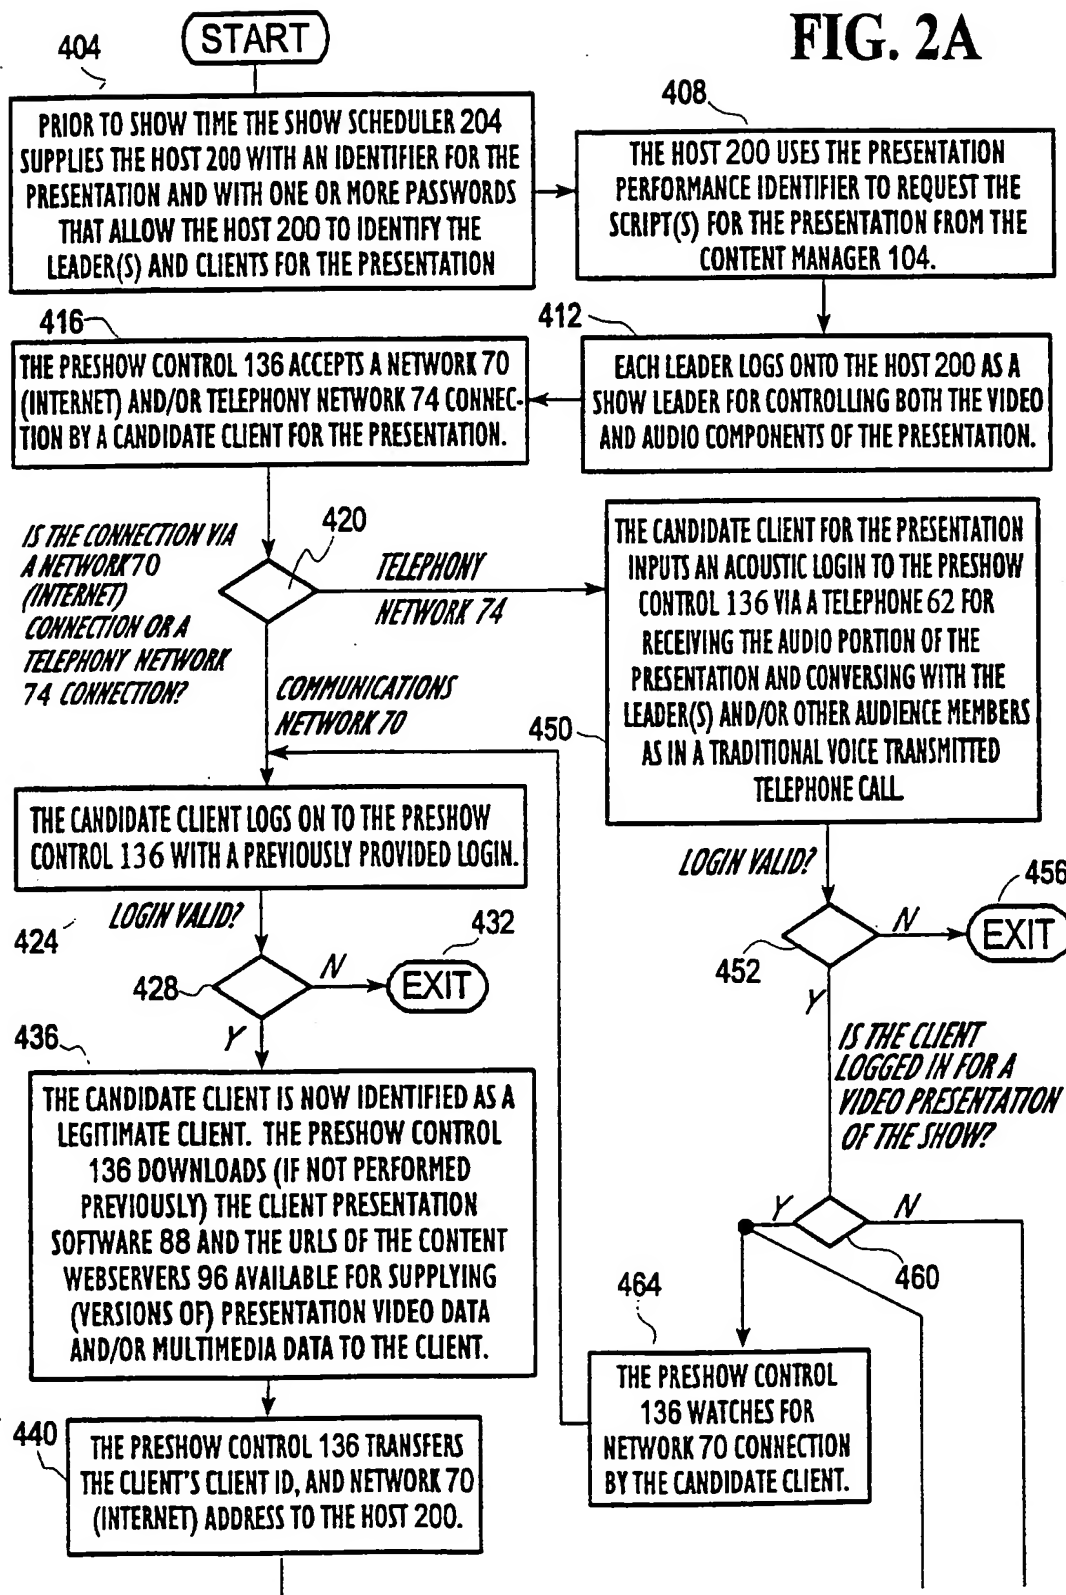 FIG. 2A
START
404
PRIOR TO SHOW TIME THE SHOW SCHEDULER 204
SUPPLIES THE HOST 200 WITH AN IDENTIFIER FOR THE
PRESENTATION AND WITH ONE OR MORE PASSWORDS
THAT ALLOW THE HOST 200 TO IDENTIFY THE
LEADER(S) AND CLIENTS FOR THE PRESENTATION
408
THE HOST 200 USES THE PRESENTATION
PERFORMANCE IDENTIFIER TO REQUEST THE
SCRIPT(S) FOR THE PRESENTATION FROM THE
CONTENT MANAGER 104.
412
EACH LEADER LOGS ONTO THE HOST 200 AS A
SHOW LEADER FOR CONTROLLING BOTH THE VIDEO
AND AUDIO COMPONENTS OF THE PRESENTATION.
416
THE PRESHOW CONTROL 136 ACCEPTS A NETWORK 70
(INTERNET) AND/OR TELEPHONY NETWORK 74 CONNEC-
TION BY A CANDIDATE CLIENT FOR THE PRESENTATION.
IS THE CONNECTION VIA
A NETWORK 70
(INTERNET)
CONNECTION OR A
TELEPHONY NETWORK
74 CONNECTION?
420
TELEPHONY
NETWORK 74
COMMUNICATIONS
NETWORK 70
THE CANDIDATE CLIENT FOR THE PRESENTATION
INPUTS AN ACOUSTIC LOGIN TO THE PRESHOW
CONTROL 136 VIA A TELEPHONE 62 FOR
RECEIVING THE AUDIO PORTION OF THE
PRESENTATION AND CONVERSING WITH THE
LEADER(S) AND/OR OTHER AUDIENCE MEMBERS
AS IN A TRADITIONAL VOICE TRANSMITTED
TELEPHONE CALL.
450
THE CANDIDATE CLIENT LOGS ON TO THE PRESHOW
CONTROL 136 WITH A PREVIOUSLY PROVIDED LOGIN.
424
LOGIN VALID?
428
N
432
EXIT
Y
LOGIN VALID?
452
N
456
EXIT
Y
IS THE CLIENT
LOGGED IN FOR A
VIDEO PRESENTATION
OF THE SHOW?
436
THE CANDIDATE CLIENT IS NOW IDENTIFIED AS A
LEGITIMATE CLIENT. THE PRESHOW CONTROL
136 DOWNLOADS (IF NOT PERFORMED
PREVIOUSLY) THE CLIENT PRESENTATION
SOFTWARE 88 AND THE URLS OF THE CONTENT
WEBSERVERS 96 AVAILABLE FOR SUPPLYING
(VERSIONS OF) PRESENTATION VIDEO DATA
AND/OR MULTIMEDIA DATA TO THE CLIENT.
Y
N
460
464
THE PRESHOW CONTROL
136 WATCHES FOR
NETWORK 70 CONNECTION
BY THE CANDIDATE CLIENT.
440
THE PRESHOW CONTROL 136 TRANSFERS
THE CLIENT'S CLIENT ID, AND NETWORK 70
(INTERNET) ADDRESS TO THE HOST 200.